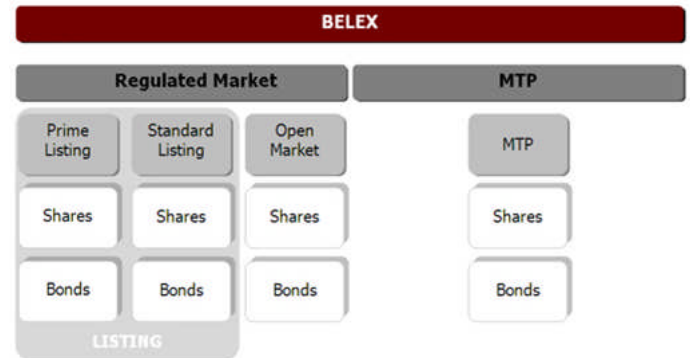 BELEX
Regulated Market MTP
Prime Listing Standard Listing Open Market MTP
Shares Shares Shares Shares
Bonds Bonds Bonds Bonds
LISTING